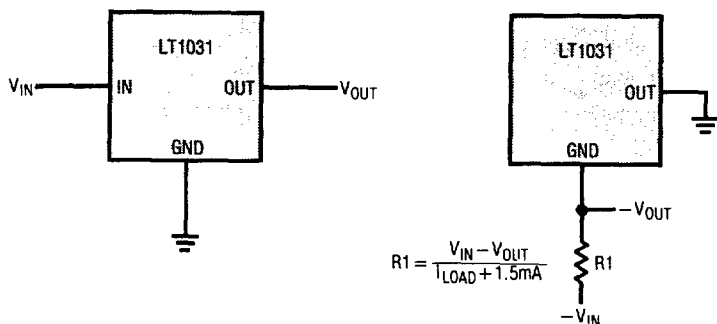 LT1031
V_IN
IN
OUT
V_OUT
GND
LT1031
OUT
GND
−V_OUT
R1 = (V_IN − V_OUT) / (I_LOAD + 1.5mA)
R1
−V_IN